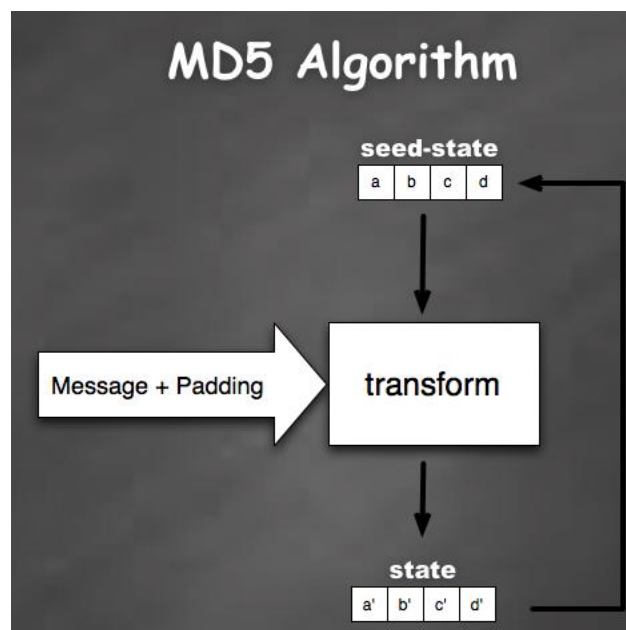 MD5 Algorithm
seed-state
a b c d
Message + Padding
transform
state
a' b' c' d'